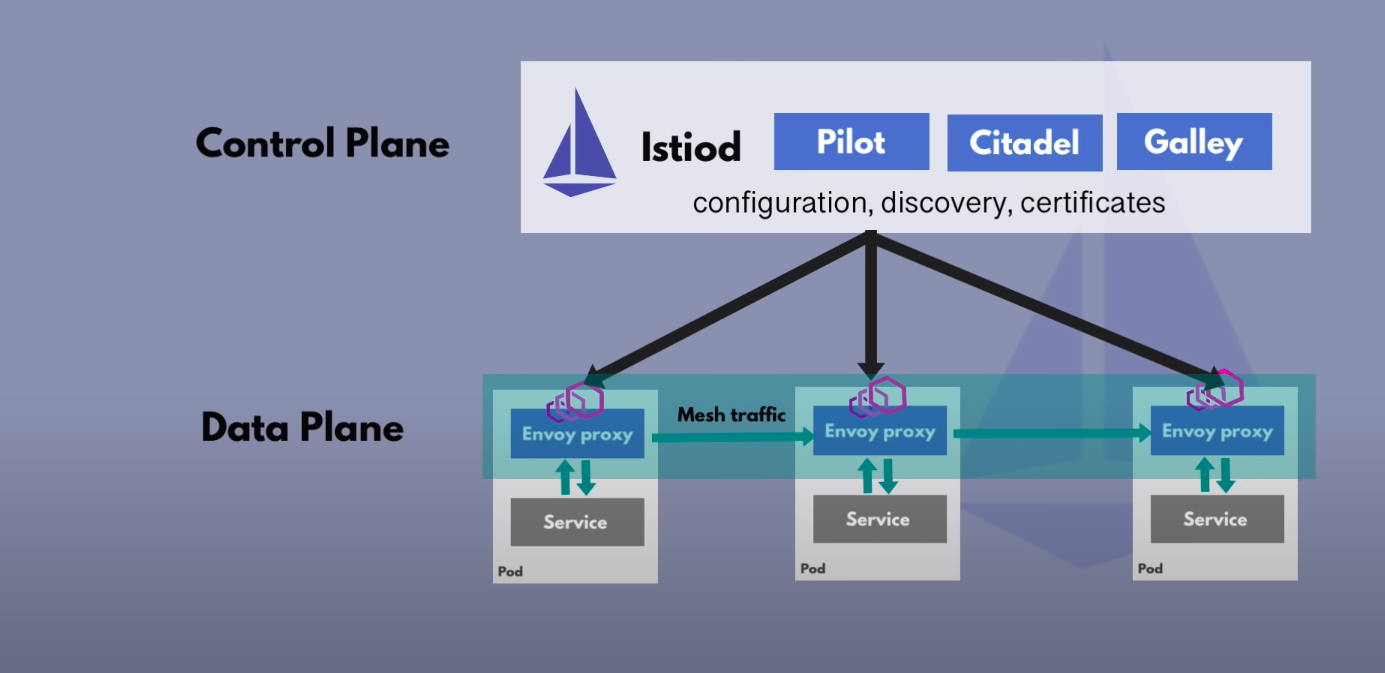 Control Plane
Istiod
Pilot
Citadel
Galley
configuration, discovery, certificates
Data Plane
Mesh traffic
Envoy proxy
Envoy proxy
Envoy proxy
Service
Service
Service
Pod
Pod
Pod